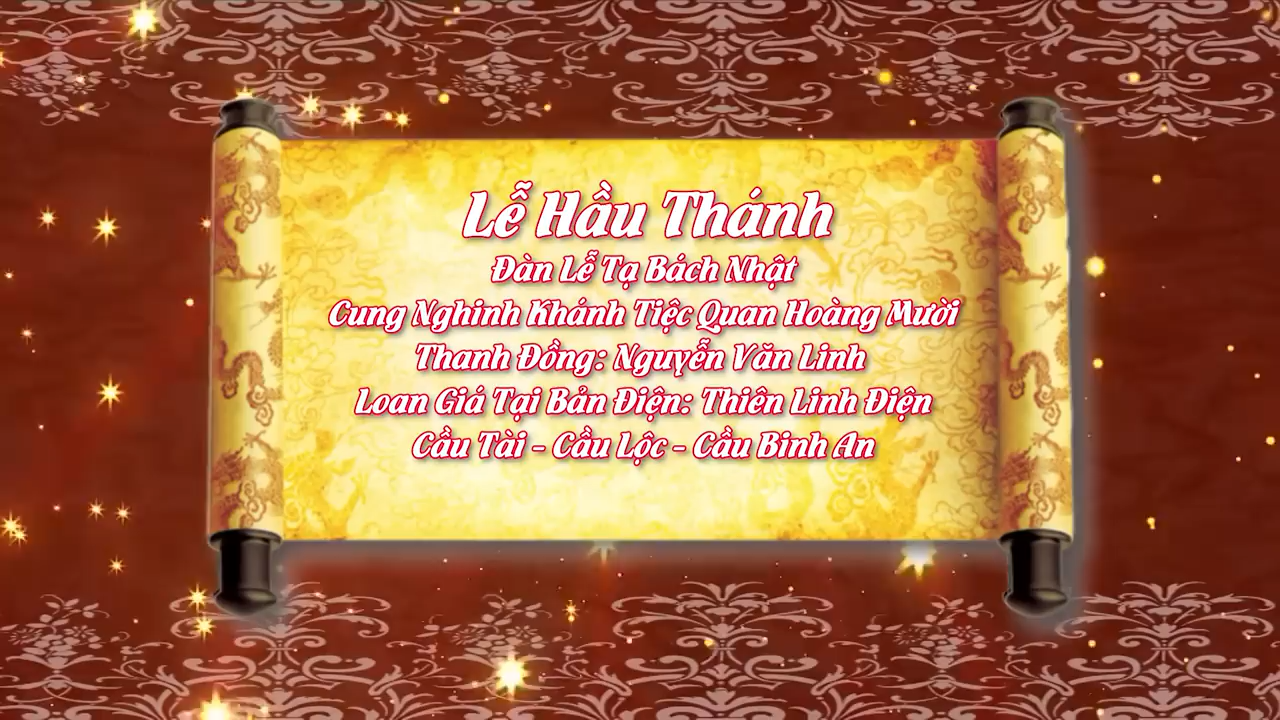 Lễ Hầu Thánh
Đàn Lễ Tạ Bách Nhật
Cung Nghinh Khánh Tiệc Quan Hoàng Mười
Thanh Đồng: Nguyễn Văn Linh
Loan Giá Tại Bản Điện: Thiên Linh Điện
Cầu Tài - Cầu Lộc - Cầu Binh An